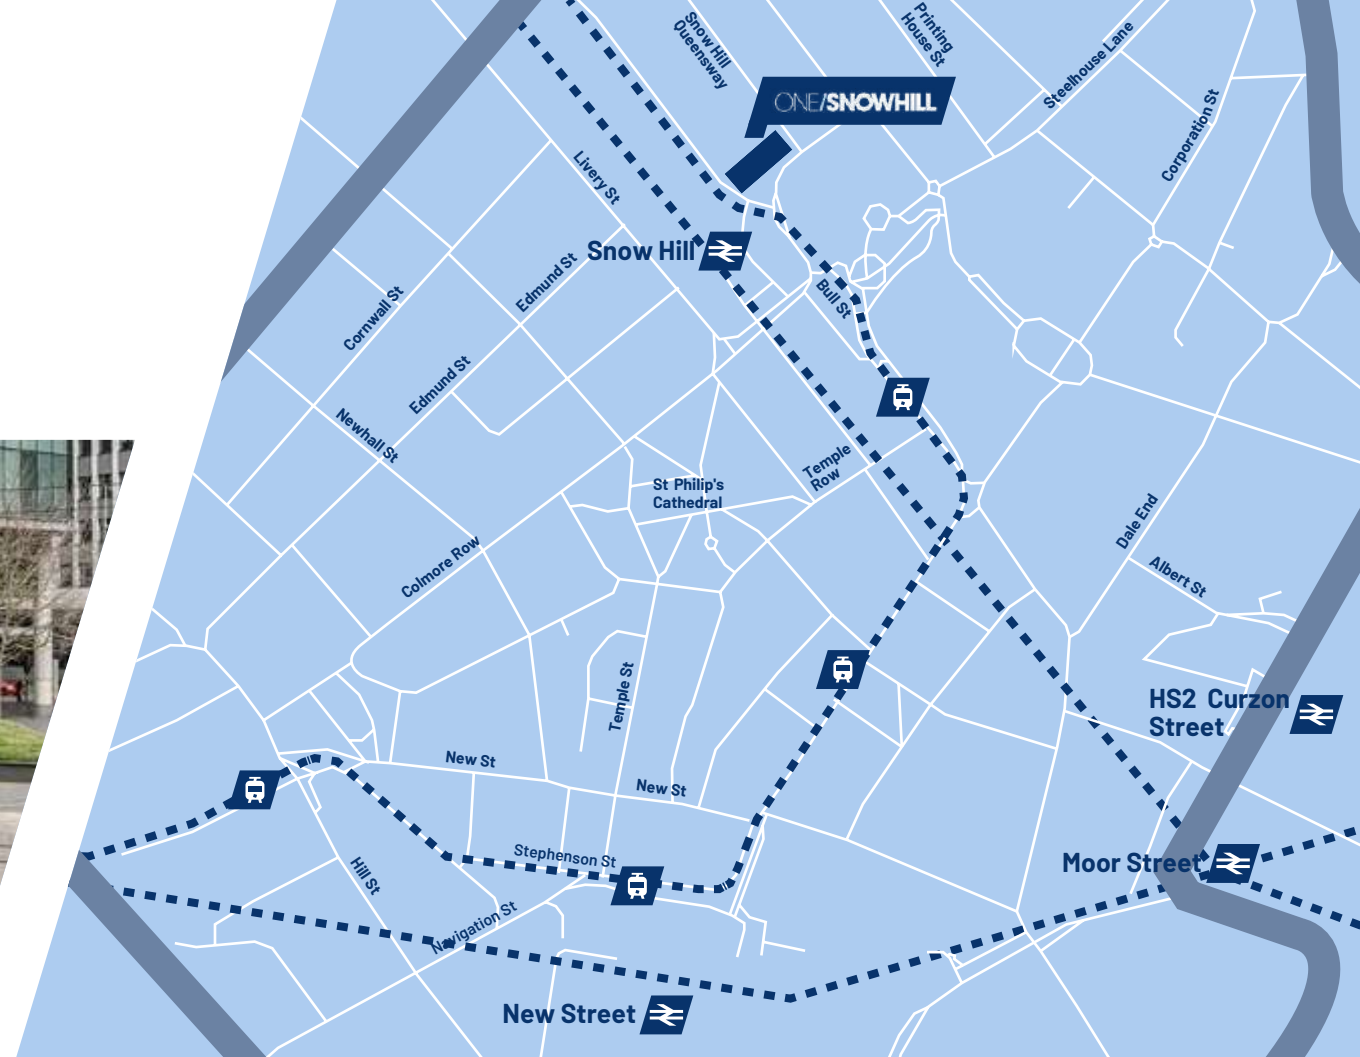 Snow Hill
Queensway
Printing
House St
Steelhouse Lane
ONE/SNOWHILL
Corporation St
Livery St
Snow Hill
Edmund St
Cornwall St
Bull St
Edmund St
Newhall St
Temple
Row
St Philip's
Cathedral
Dale End
Colmore Row
Albert St
Temple St
HS2 Curzon
Street
New St
New St
Stephenson St
Hill St
Moor Street
Navigation St
New Street